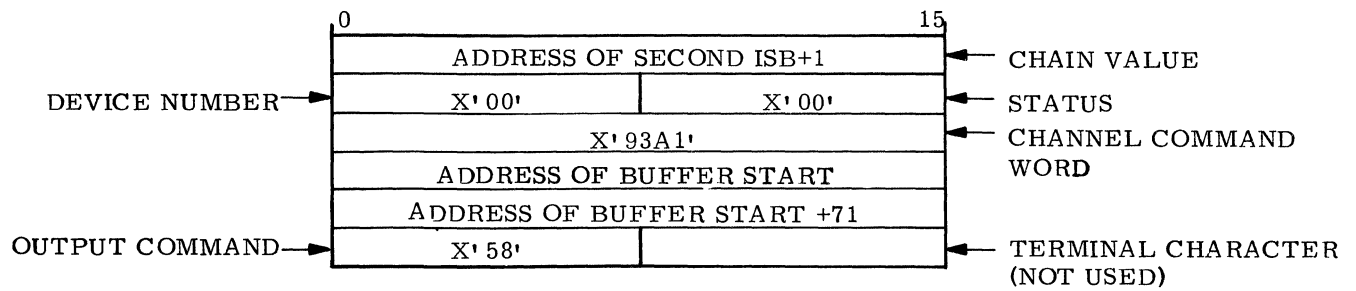 0 15
ADDRESS OF SECOND ISB+1 CHAIN VALUE
DEVICE NUMBER X'00' X'00' STATUS
X'93A1' CHANNEL COMMAND
WORD
ADDRESS OF BUFFER START
ADDRESS OF BUFFER START +71
OUTPUT COMMAND X'58' TERMINAL CHARACTER
(NOT USED)